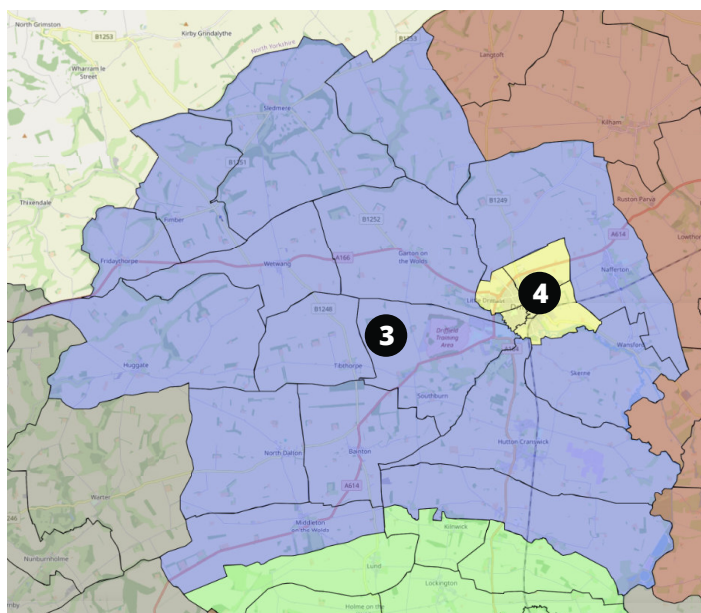 North Grimston
B1253
Kirby Grindalythe
North Yorkshire
B1253
Langtoft
Wharram le
Street
Sledmere
Kilham
B1251
Thixendale
Fimber
B1252
B1249
Ruston Parva
A614
Fridaythorpe
Wetwang
A166
Garton on
the Wolds
Nafferton
Lowthorpe
Little Driffield
4
B1248
3
Driffield
Training
Area
Huggate
Tibthorpe
Wansford
Skerne
Southburn
Hutton Cranswick
North Dalton
Bainton
A614
Warter
Middleton
on the Wolds
Kilnwick
Nunburnholme
Lund
Lockington
Holme on the